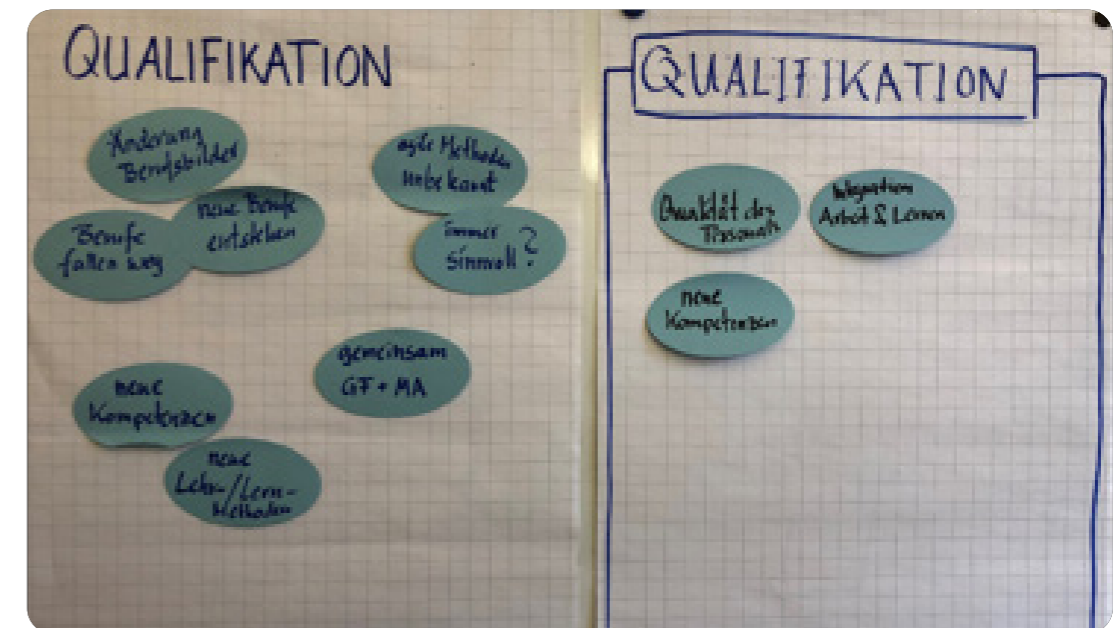 QUALIFIKATION
Änderung
Berufsbilder
neue Berufe
entstehen
Berufe
fallen weg
agile Methoden
unbekannt
immer
sinnvoll?
gemeinsam
GF + MA
neue
Kompetenzen
neue
Lehr-/Lern-
Methoden
QUALIFIKATION
Qualität des
Personals
Integration
Arbeit & Lernen
neue
Kompetenzen